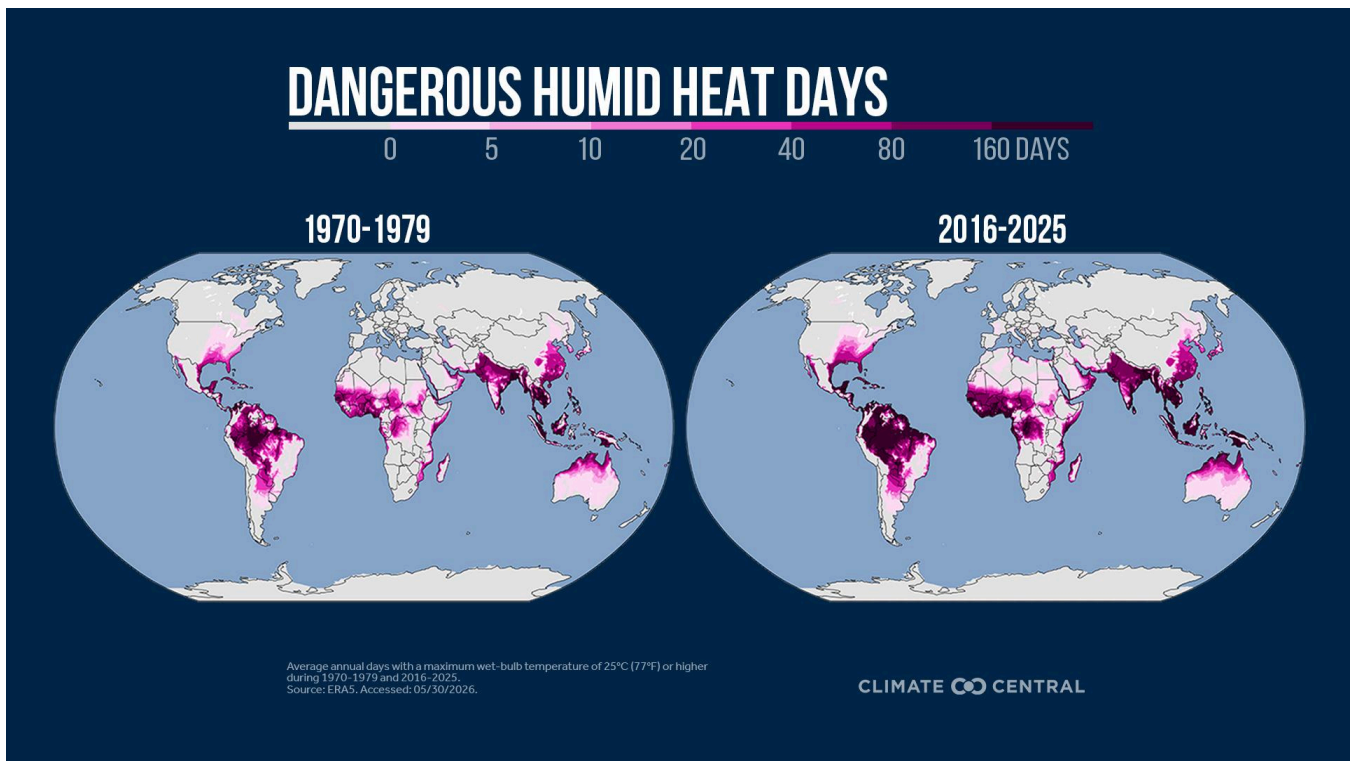 DANGEROUS HUMID HEAT DAYS
0 5 10 20 40 80 160 DAYS
1970-1979
2016-2025
Average annual days with a maximum wet-bulb temperature of 25°C (77°F) or higher
during 1970-1979 and 2016-2025.
Source: ERA5. Accessed: 05/30/2026.
CLIMATE CENTRAL